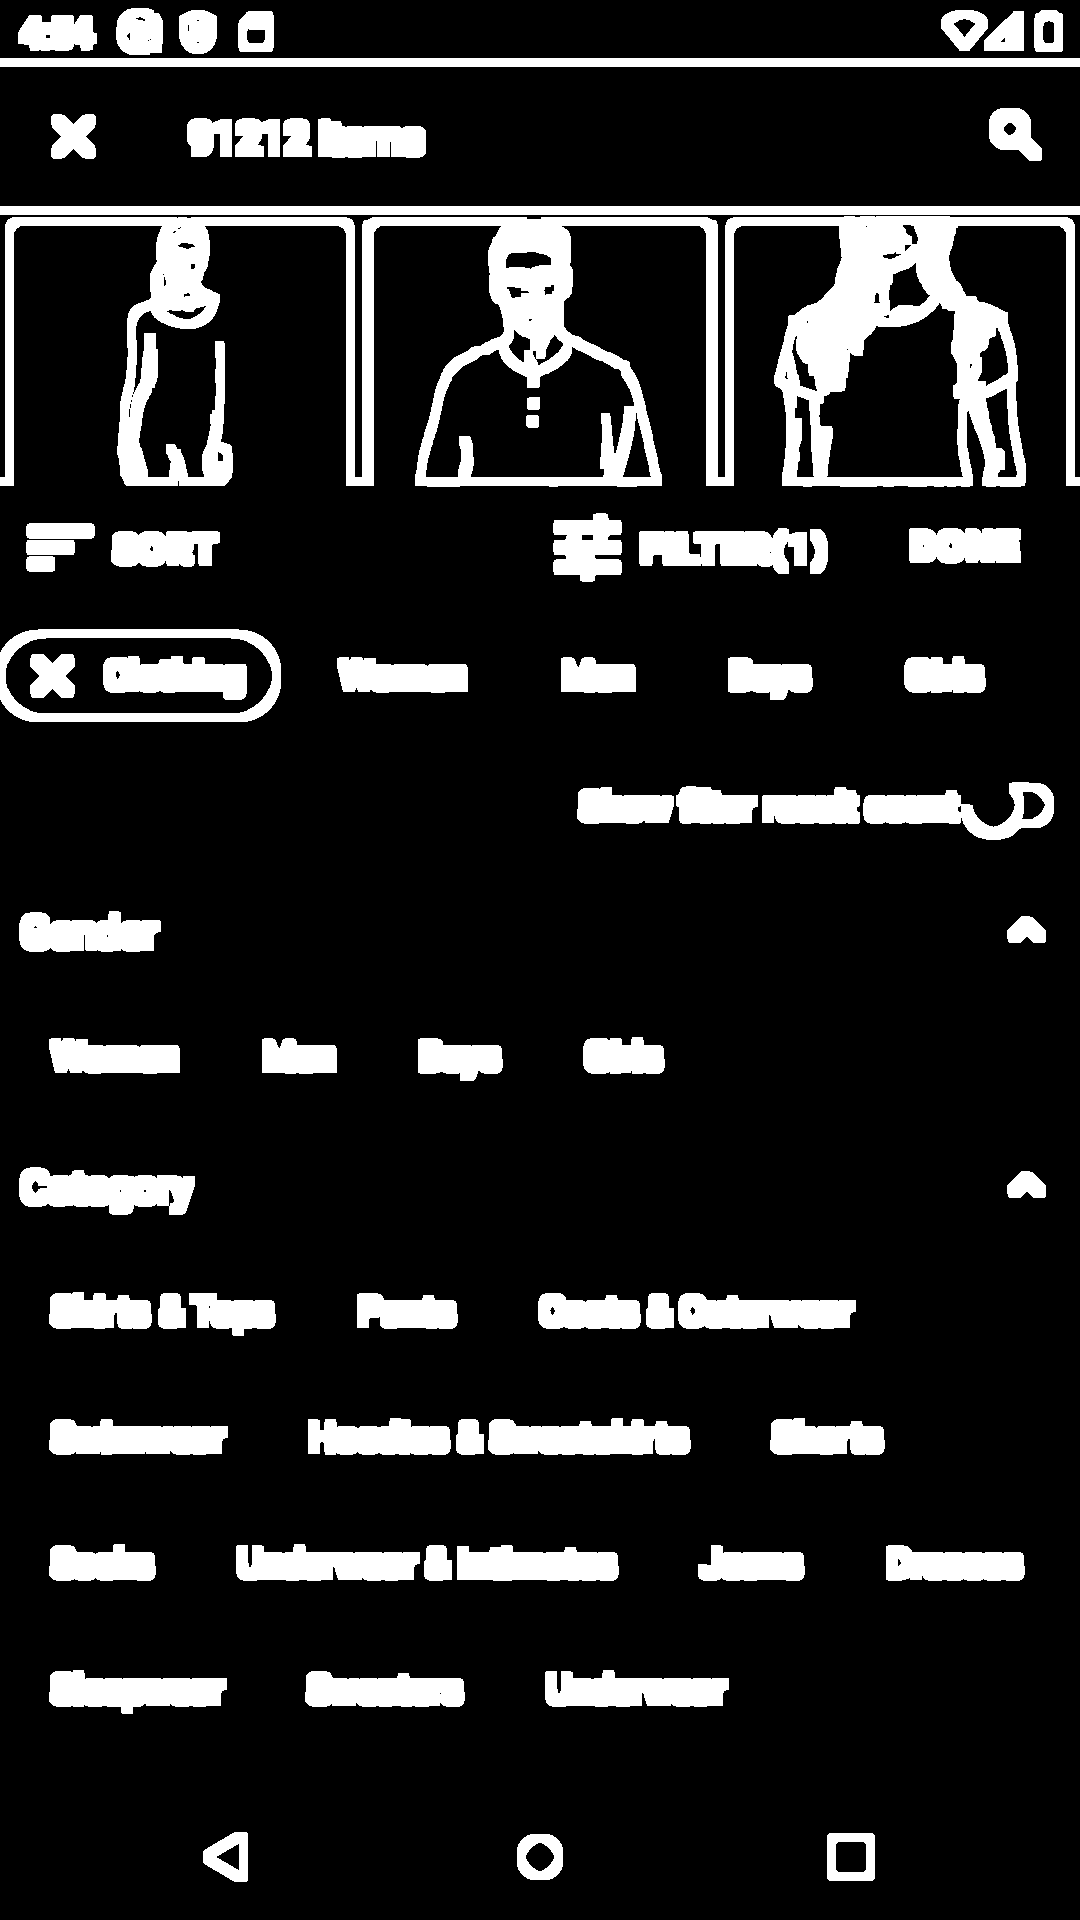 4:54
91212 items
SORT FILTER(1) DONE
Clothing Women Men Boys Girls
Show filter result count
Gender
Women Men Boys Girls
Category
Shirts & Tops Pants Coats & Outerwear
Swimwear Hoodies & Sweatshirts Shorts
Socks Underwear & Intimates Jeans Dresses
Sleepwear Sweaters Underwear